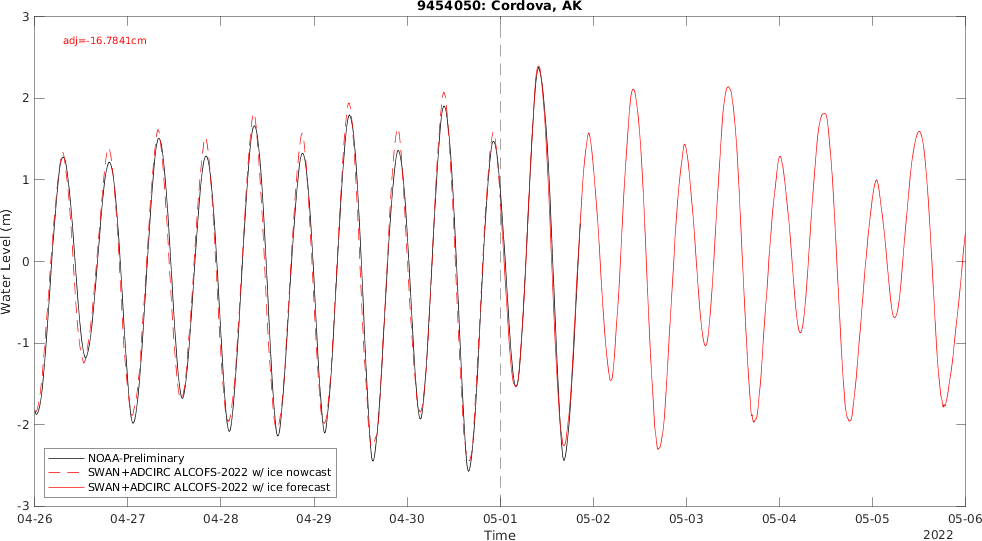 9454050: Cordova, AK
adj=-16.7841cm
3
2
1
0
-1
-2
-3
Water Level (m)
NOAA-Preliminary
SWAN+ADCIRC ALCOFS-2022 w/ ice nowcast
SWAN+ADCIRC ALCOFS-2022 w/ ice forecast
04-26 04-27 04-28 04-29 04-30 05-01 05-02 05-03 05-04 05-05 05-06
Time
2022